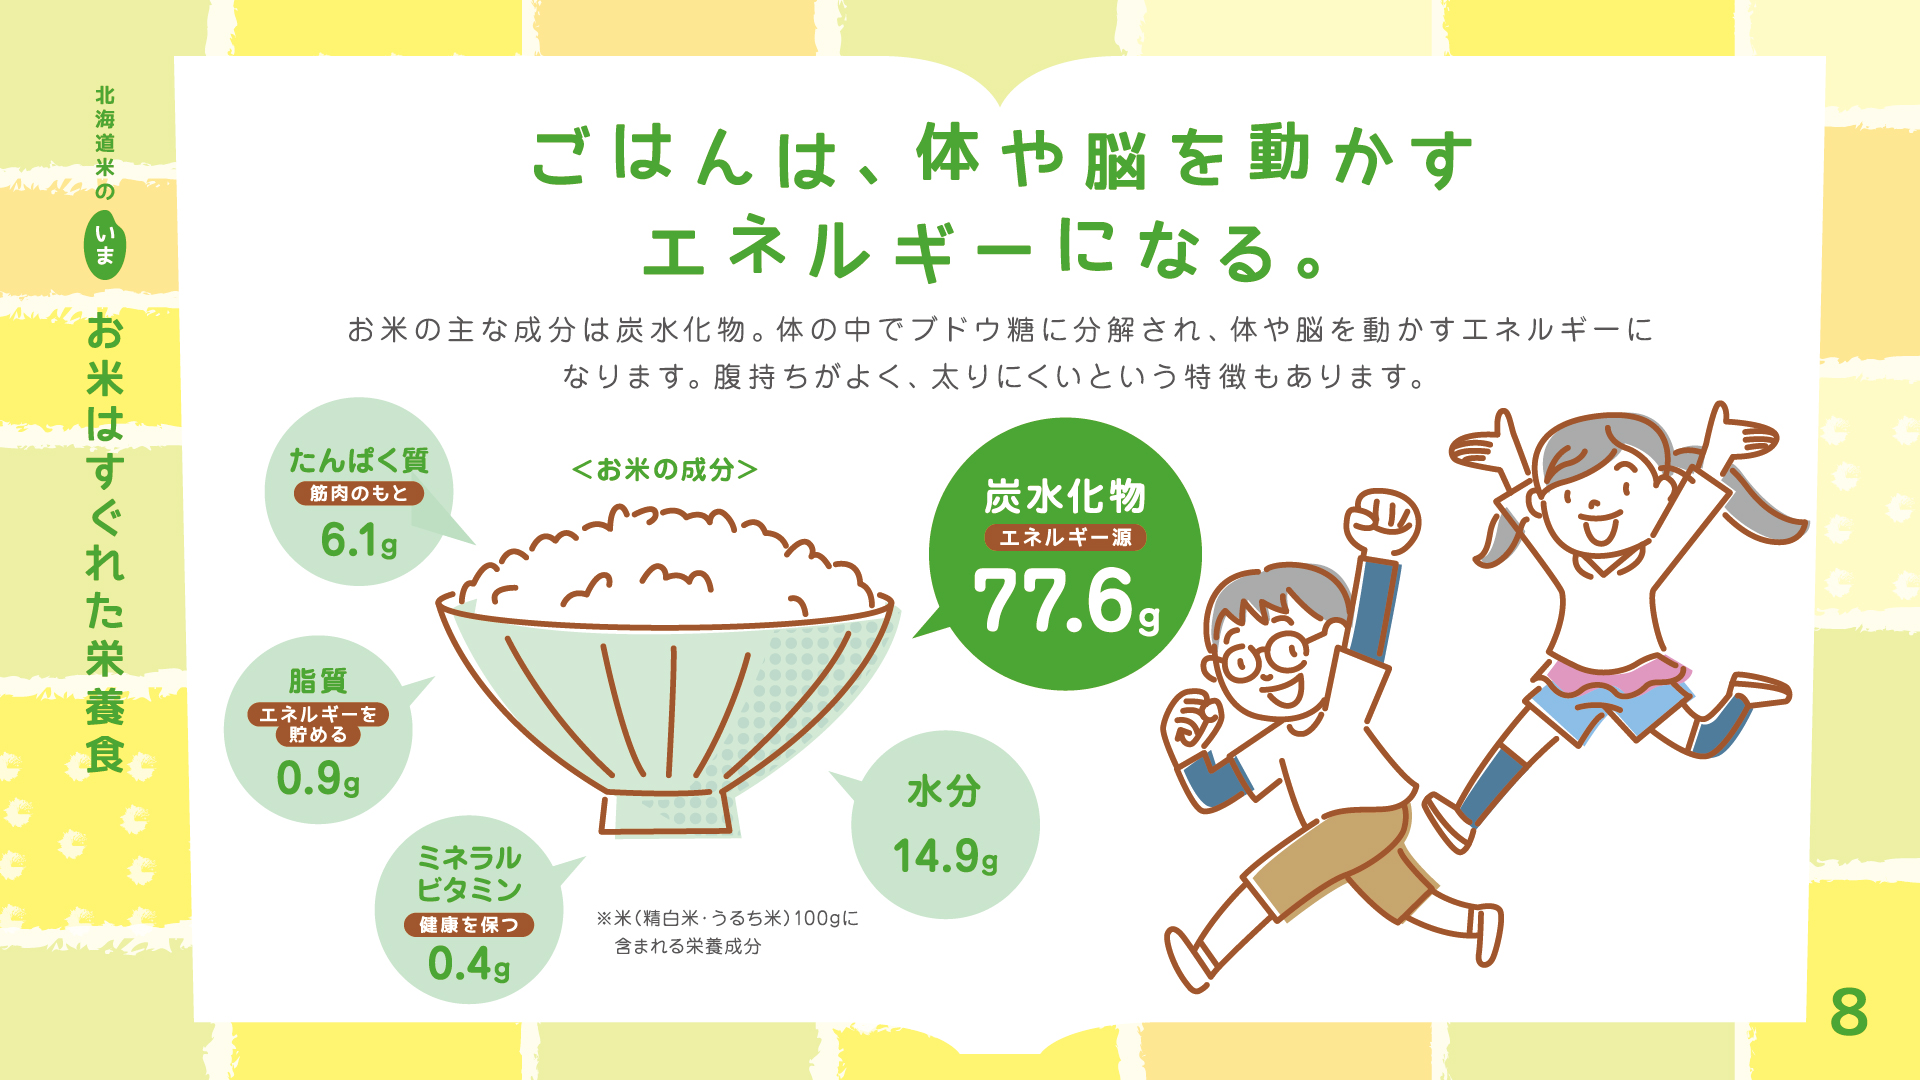 北海道米の
いま
お米はすぐれた栄養食
ごはんは、体や脳を動かす
エネルギーになる。
お米の主な成分は炭水化物。体の中でブドウ糖に分解され、体や脳を動かすエネルギーに
なります。腹持ちがよく、太りにくいという特徴もあります。
たんぱく質
筋肉のもと
6.1g
＜お米の成分＞
炭水化物
エネルギー源
77.6g
脂質
エネルギーを
貯める
0.9g
水分
14.9g
ミネラル
ビタミン
健康を保つ
0.4g
※米（精白米・うるち米）100gに
含まれる栄養成分
8